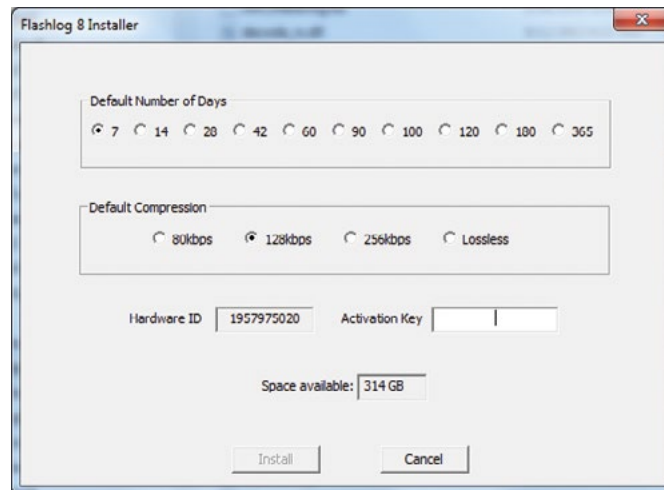 Flashlog 8 Installer
Default Number of Days
7 14 28 42 60 90 100 120 180 365
Default Compression
80kbps 128kbps 256kbps Lossless
Hardware ID 1957975020 Activation Key
Space available: 314 GB
Install Cancel